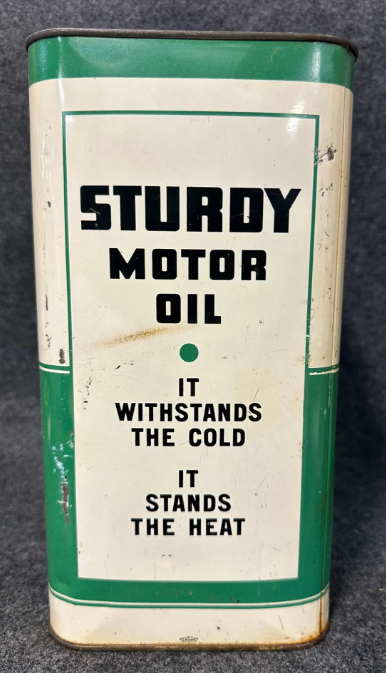 STURDY
MOTOR
OIL
IT
WITHSTANDS
THE COLD
IT
STANDS
THE HEAT